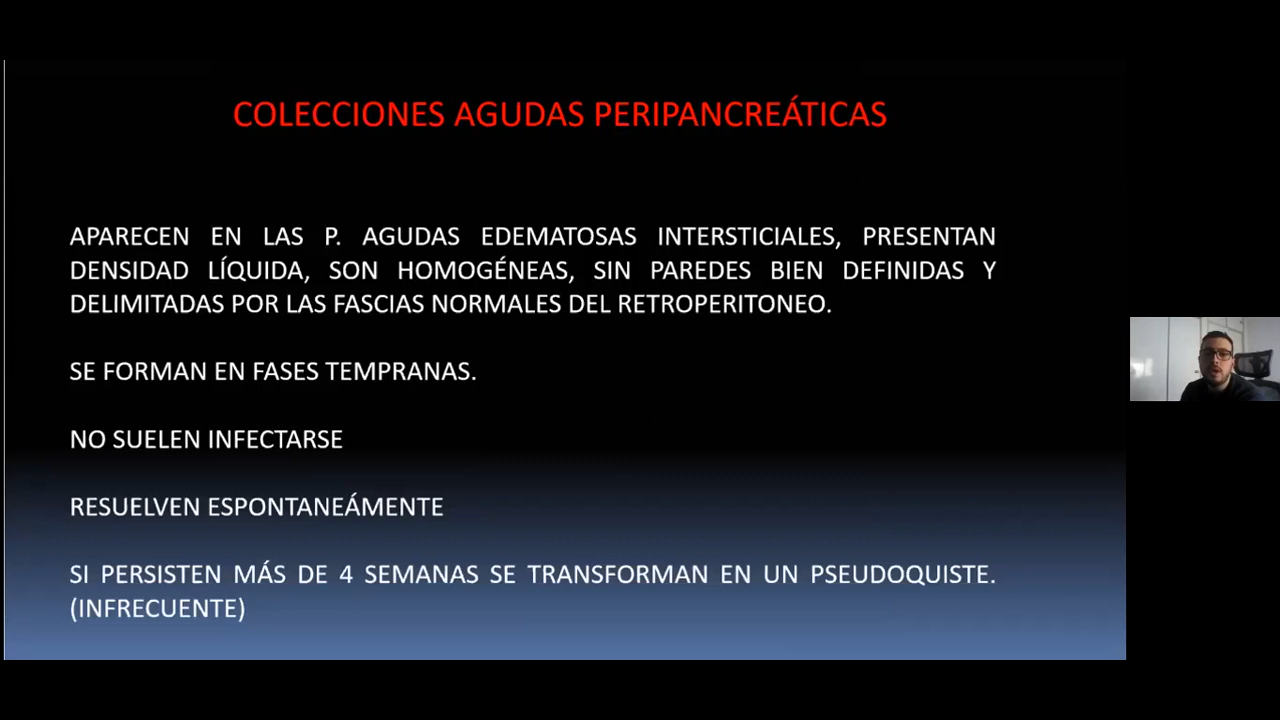 COLECCIONES AGUDAS PERIPANCREÁTICAS
APARECEN EN LAS P. AGUDAS EDEMATOSAS INTERSTICIALES, PRESENTAN
DENSIDAD LÍQUIDA, SON HOMOGÉNEAS, SIN PAREDES BIEN DEFINIDAS Y
DELIMITADAS POR LAS FASCIAS NORMALES DEL RETROPERITONEO.
SE FORMAN EN FASES TEMPRANAS.
NO SUELEN INFECTARSE
RESUELVEN ESPONTANEÁMENTE
SI PERSISTEN MÁS DE 4 SEMANAS SE TRANSFORMAN EN UN PSEUDOQUISTE.
(INFRECUENTE)